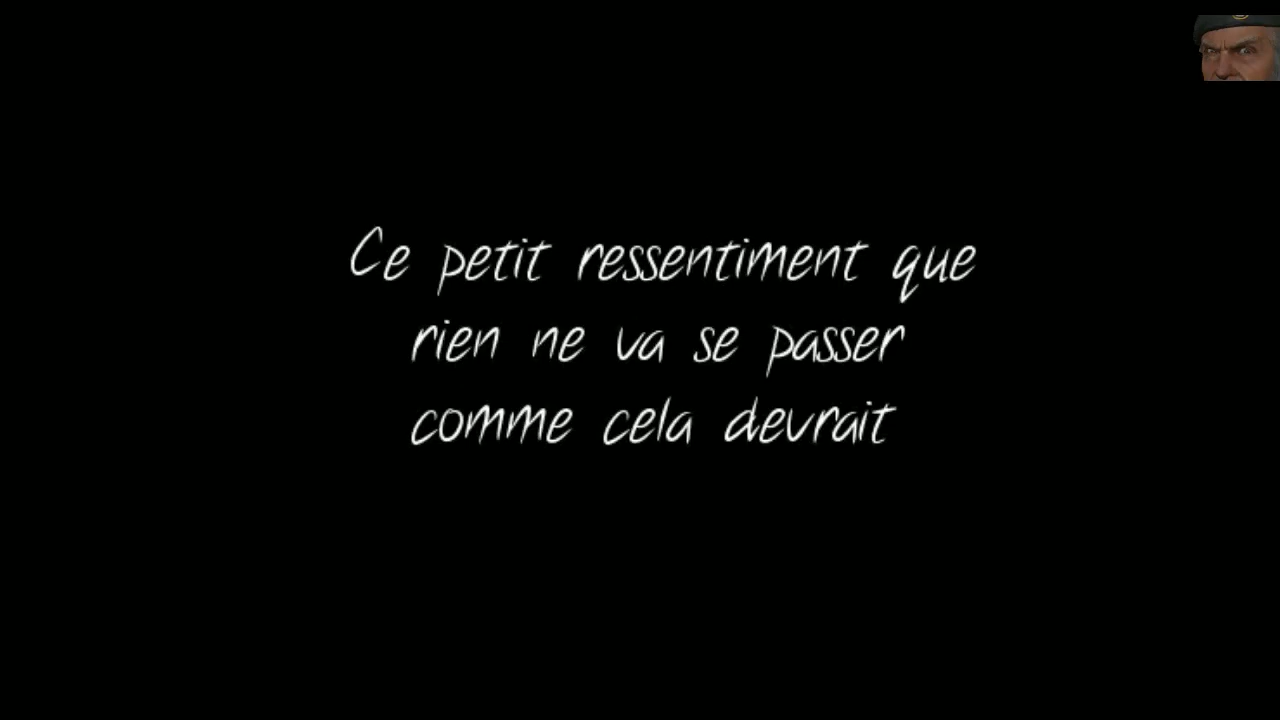 Ce petit ressentiment que
rien ne va se passer
comme cela devrait